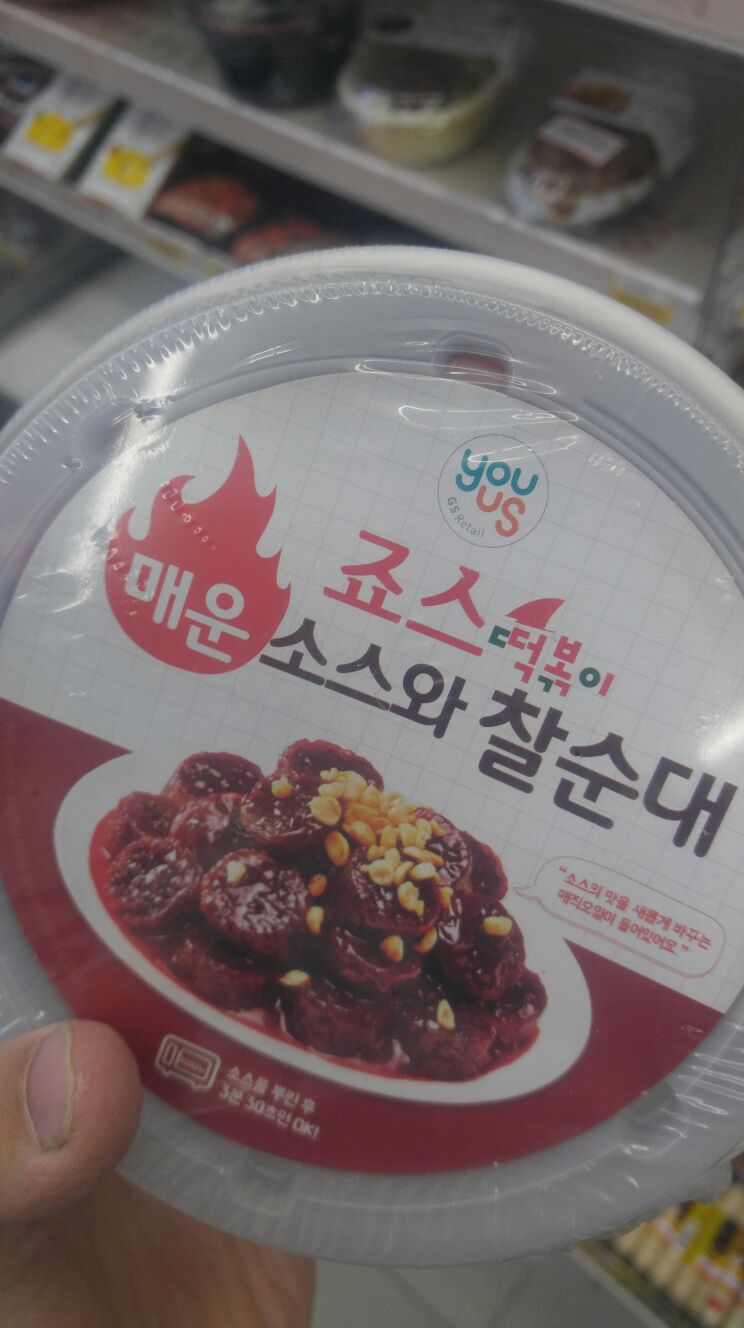 you
us
GS Retail
매운
죠스떡볶이
소스와 찰순대
"소스의 맛을 새롭게 바꾸는
매직오일이 들어있어요."
소스를 뿌린 후
3분 30초면 OK!